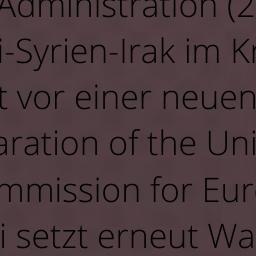 Administration (2
i-Syrien-Irak im Kr
t vor einer neuen
aration of the Uni
mmission for Eur
i setzt erneut Wa